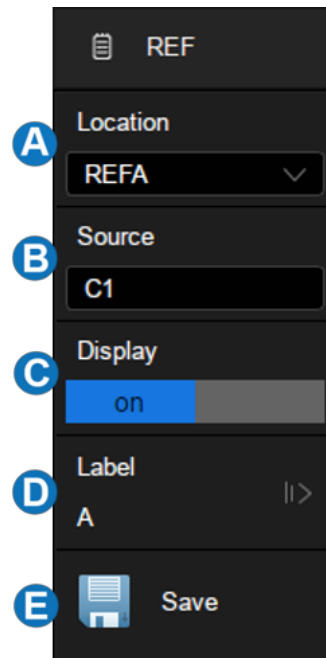 REF
A
Location
REFA
B
Source
C1
C
Display
on
D
Label
A
E
Save